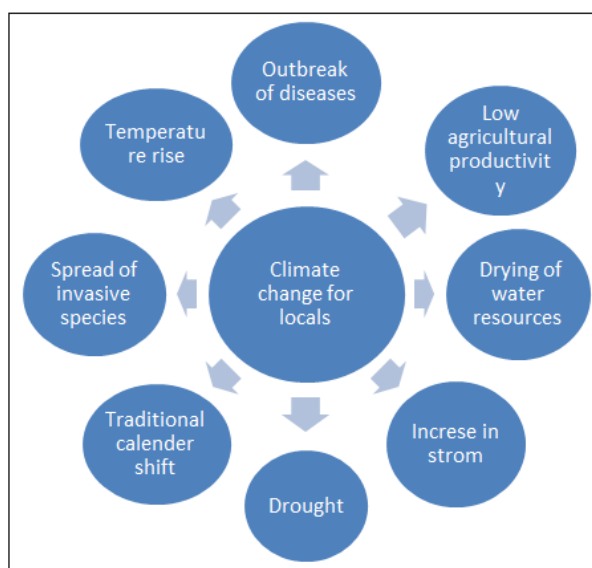 Outbreak
of diseases
Low
agricultural
productivit
y
Temperatu
re rise
Spread of
invasive
species
Climate
change for
locals
Drying of
water
resources
Traditional
calender
shift
Increse in
strom
Drought